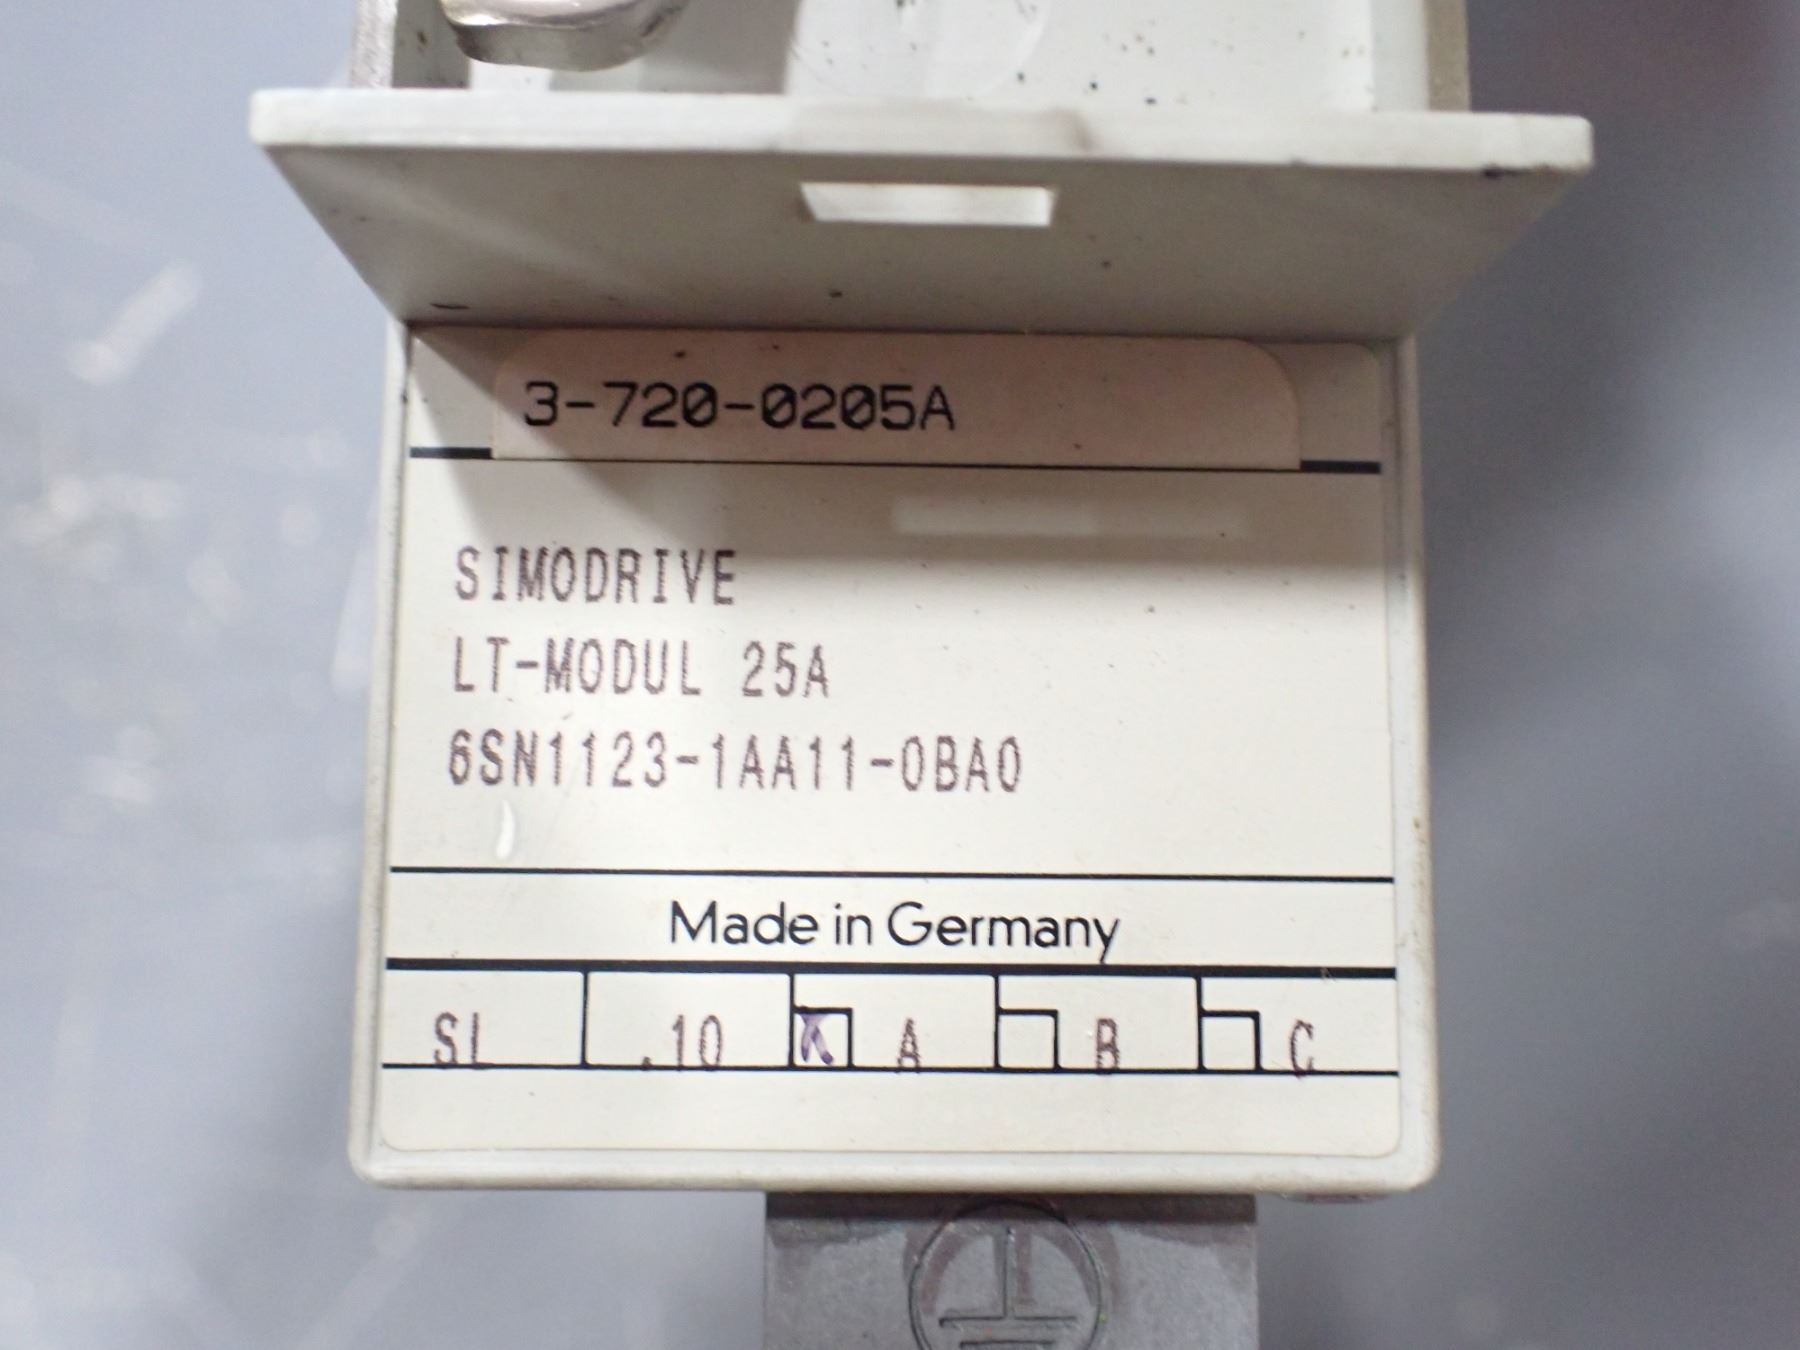 3-720-0205A
SIMODRIVE
LT-MODUL 25A
6SN1123-1AA11-0BA0
Made in Germany
SL .10 A B C